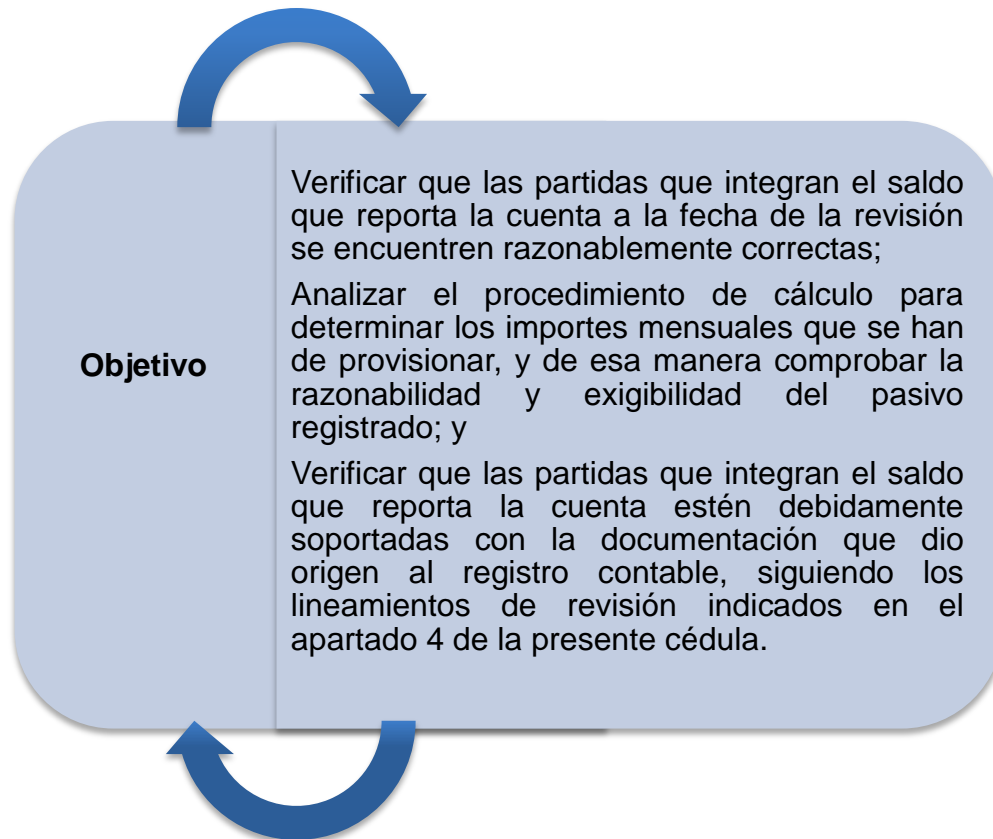 Objetivo
Verificar que las partidas que integran el saldo
que reporta la cuenta a la fecha de la revisión
se encuentren razonablemente correctas;
Analizar el procedimiento de cálculo para
determinar los importes mensuales que se han
de provisionar, y de esa manera comprobar la
razonabilidad y exigibilidad del pasivo
registrado; y
Verificar que las partidas que integran el saldo
que reporta la cuenta estén debidamente
soportadas con la documentación que dio
origen al registro contable, siguiendo los
lineamientos de revisión indicados en el
apartado 4 de la presente cédula.